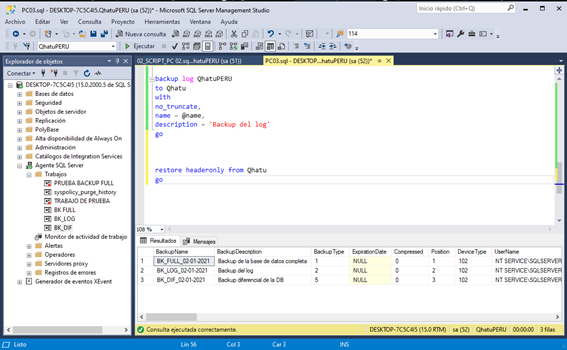 PC03.sql - DESKTOP-7C5C4I5.QhatuPERU (sa (52))* - Microsoft SQL Server Management Studio
Inicio rápido (Ctrl+Q)
Archivo Editar Ver Consulta Proyecto Herramientas Ventana Ayuda
Nueva consulta
114
QhatuPERU
Ejecutar
Explorador de objetos
02_SCRIPT_PC 02.sq...hatuPERU (sa (51))
PC03.sql - DESKTOP-7...hatuPERU (sa (52))*
Conectar
DESKTOP-7C5C4I5 (15.0.2000.5 de SQL S
Bases de datos
Seguridad
Objetos de servidor
Replicación
PolyBase
Alta disponibilidad de Always On
Administración
Catálogos de Integration Services
Agente SQL Server
Trabajos
PRUEBA BACKUP FULL
syspolicy_purge_history
TRABAJO DE PRUEBA
BK FULL
BK_LOG
BK_DIF
Monitor de actividad de trabajo
Alertas
Operadores
Servidores proxy
Registros de errores
Generador de eventos XEvent
backup log QhatuPERU
to Qhatu
with
no_truncate,
name = @name,
description = 'Backup del log'
go
restore headeronly from Qhatu
go
108 %
Resultados Mensajes
BackupName BackupDescription BackupType ExpirationDate Compressed Position DeviceType UserName
1 BK_FULL_02-01-2021 Backup de la base de datos completa 1 NULL 0 1 102 NT SERVICE\SQLSERVER
2 BK_LOG_02-01-2021 Backup del log 2 NULL 0 2 102 NT SERVICE\SQLSERVER
3 BK_DIF_02-01-2021 Backup diferencial de la DB 5 NULL 0 3 102 NT SERVICE\SQLSERVER
Consulta ejecutada correctamente.
DESKTOP-7C5C4I5 (15.0 RTM) sa (52) QhatuPERU 00:00:00 3 filas
Listo Lín 56 Col 3 Car 3 INS